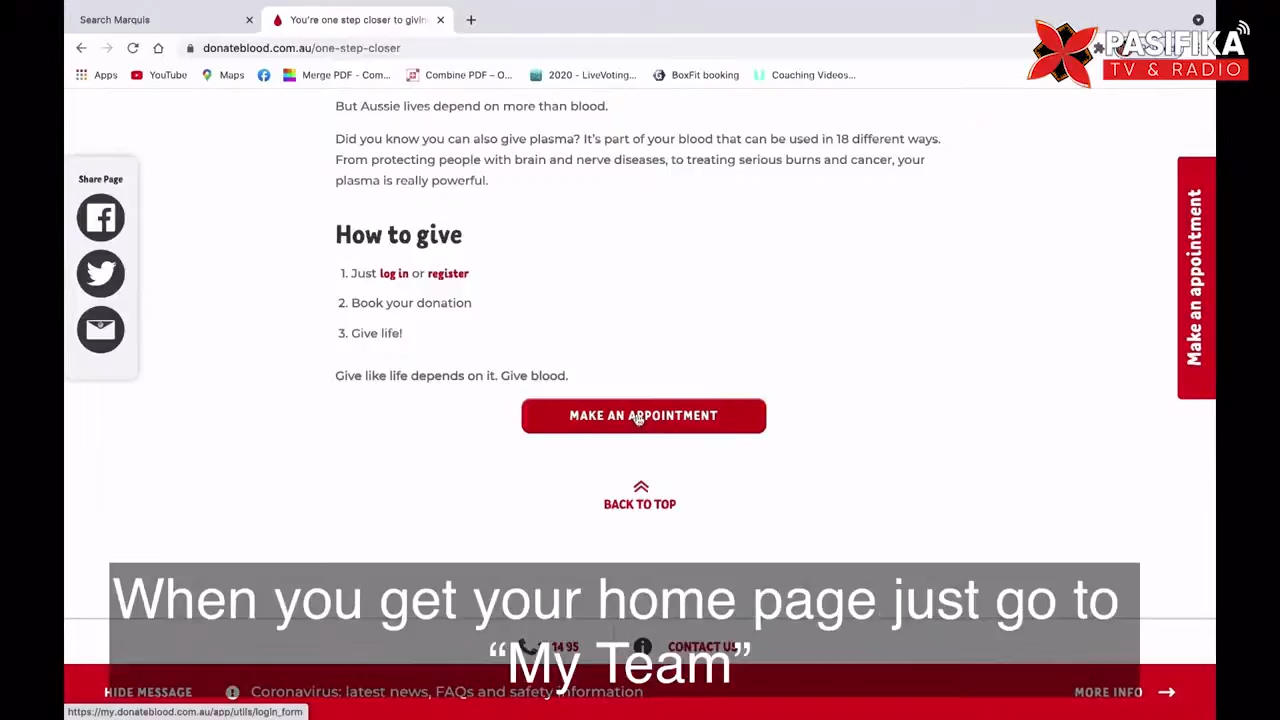 Search Marquis
You're one step closer to givin
donateblood.com.au/one-step-closer
PASIFIKA
TV & RADIO
Apps
YouTube
Maps
Merge PDF - Com...
Combine PDF – O...
2020 - LiveVoting...
BoxFit booking
Coaching Videos...
But Aussie lives depend on more than blood.
Did you know you can also give plasma? It's part of your blood that can be used in 18 different ways.
From protecting people with brain and nerve diseases, to treating serious burns and cancer, your
plasma is really powerful.
Share Page
How to give
1. Just log in or register
2. Book your donation
3. Give life!
Make an appointment
Give like life depends on it. Give blood.
MAKE AN APPOINTMENT
BACK TO TOP
When you get your home page just go to
“My Team”
14 95
CONTACT US
HIDE MESSAGE
Coronavirus: latest news, FAQs and safety information
MORE INFO
https://my.donateblood.com.au/app/utils/login_form